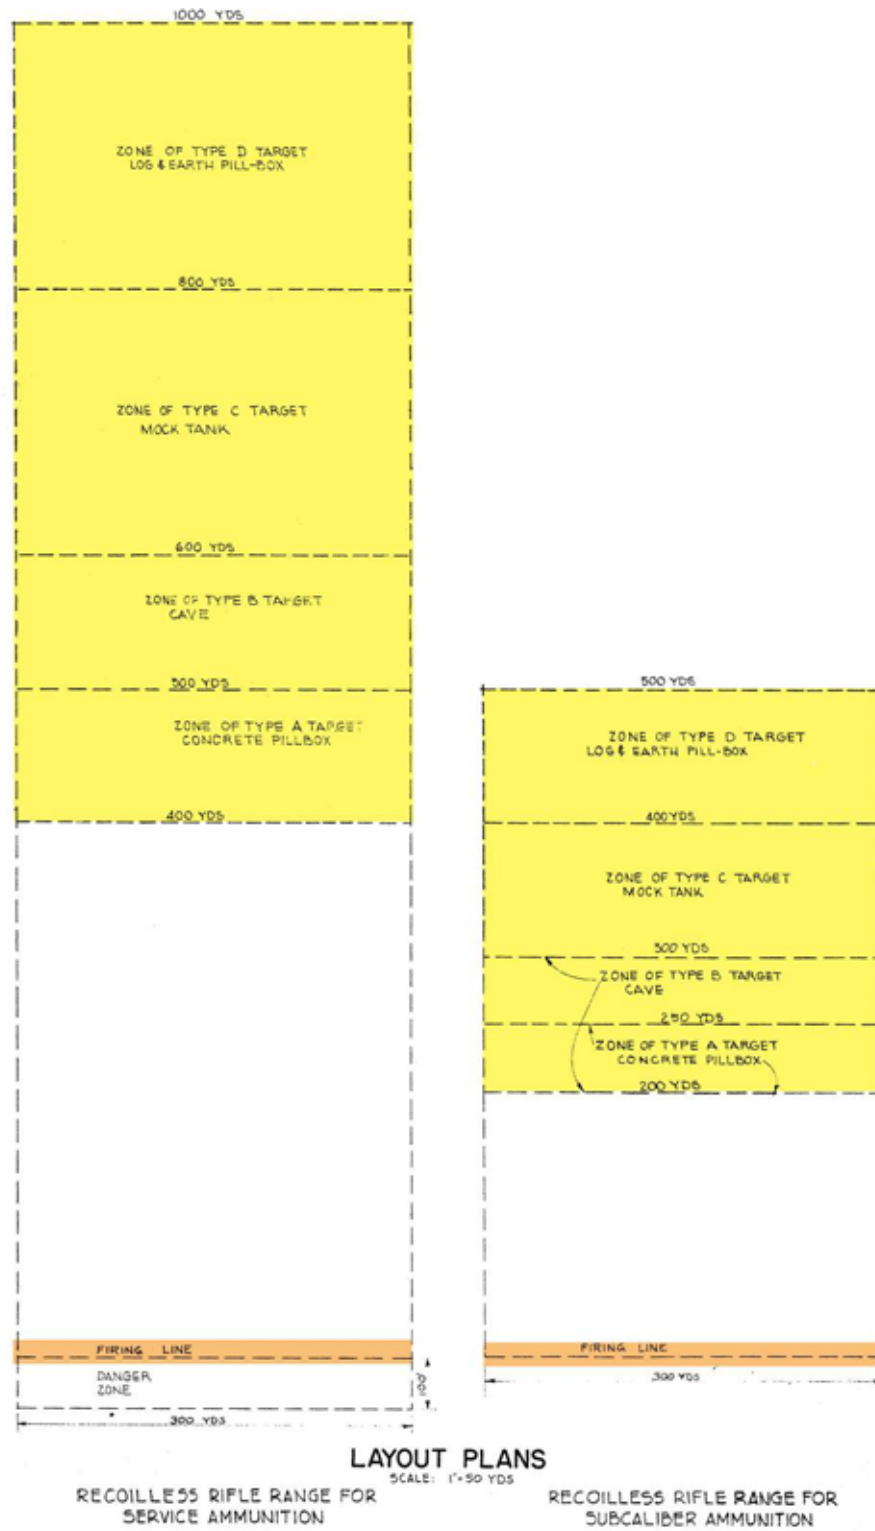 1000 YDS
ZONE OF TYPE D TARGET
LOG & EARTH PILL-BOX
800 YDS
ZONE OF TYPE C TARGET
MOCK TANK
600 YDS
ZONE OF TYPE B TARGET
CAVE
500 YDS
ZONE OF TYPE A TARGET
CONCRETE PILLBOX
400 YDS
FIRING LINE
DANGER
ZONE
300 YDS
500 YDS
ZONE OF TYPE D TARGET
LOG & EARTH PILL-BOX
400 YDS
ZONE OF TYPE C TARGET
MOCK TANK
300 YDS
ZONE OF TYPE B TARGET
CAVE
250 YDS
ZONE OF TYPE A TARGET
CONCRETE PILLBOX
200 YDS
FIRING LINE
300 YDS
LAYOUT PLANS
SCALE: 1"=50 YDS
RECOILLESS RIFLE RANGE FOR
SERVICE AMMUNITION
RECOILLESS RIFLE RANGE FOR
SUBCALIBER AMMUNITION